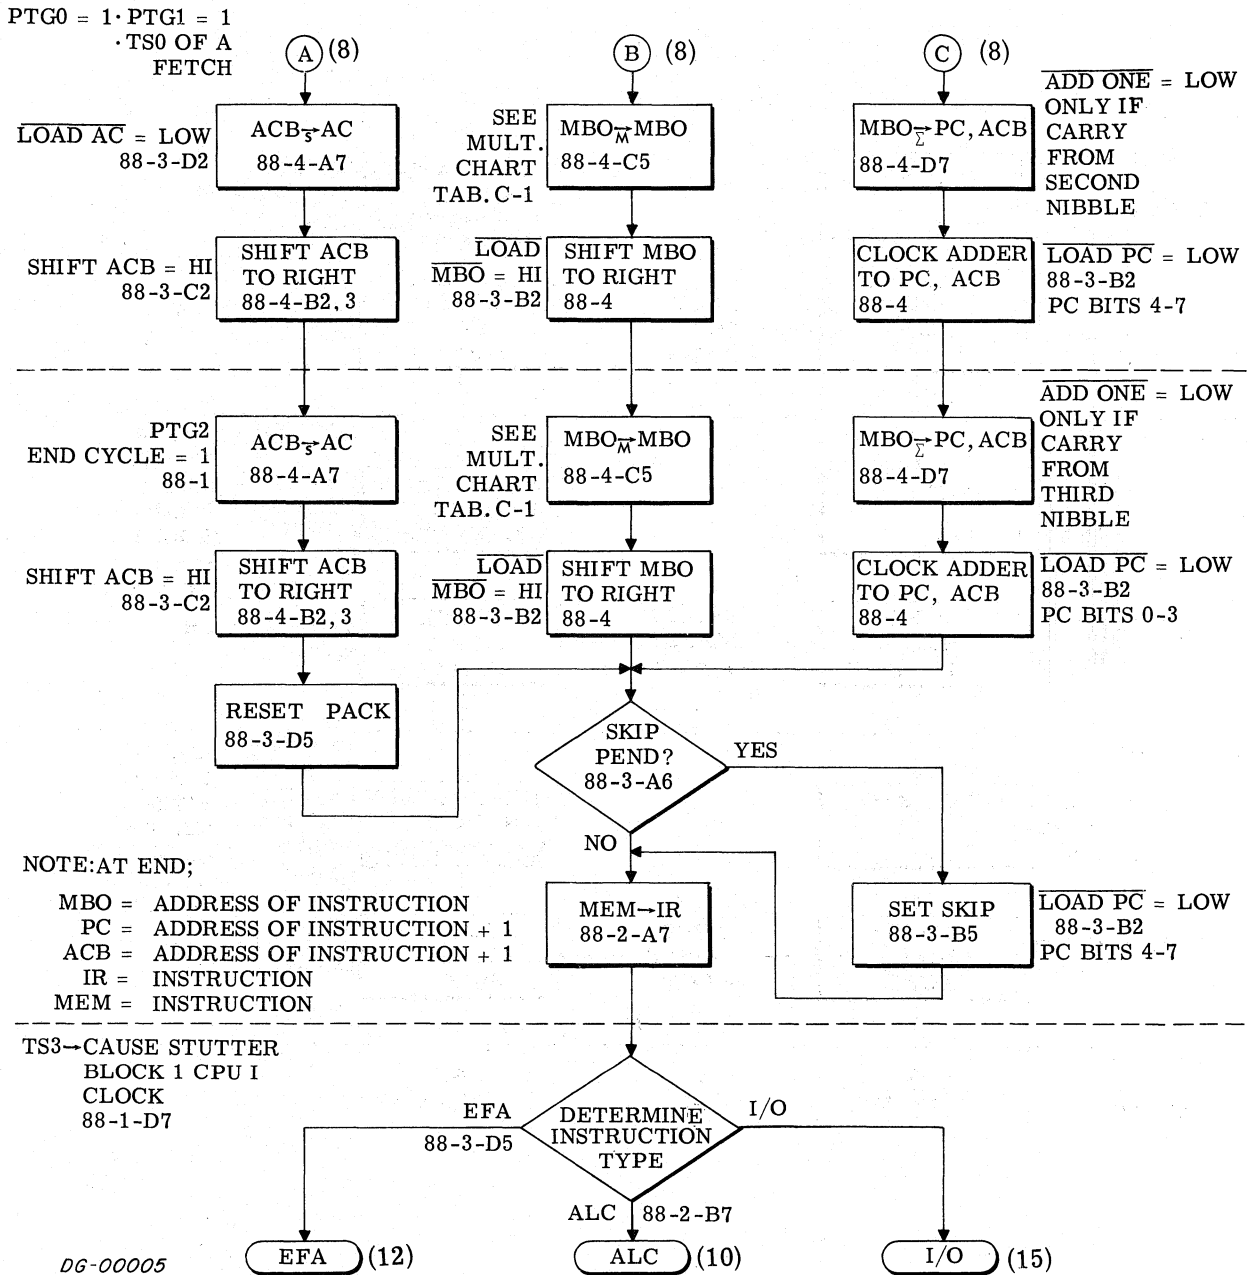 PTG0 = 1· PTG1 = 1
·TS0 OF A
FETCH
A (8)
B (8)
C (8)
LOAD AC = LOW
88-3-D2
ACB→AC
S
88-4-A7
SEE
MULT.
CHART
TAB. C-1
MBO→MBO
M
88-4-C5
MBO→PC, ACB
Σ
88-4-D7
ADD ONE = LOW
ONLY IF
CARRY
FROM
SECOND
NIBBLE
SHIFT ACB = HI
88-3-C2
SHIFT ACB
TO RIGHT
88-4-B2, 3
LOAD
MBO = HI
88-3-B2
SHIFT MBO
TO RIGHT
88-4
CLOCK ADDER
TO PC, ACB
88-4
LOAD PC = LOW
88-3-B2
PC BITS 4-7
PTG2
END CYCLE = 1
88-1
ACB→AC
S
88-4-A7
SEE
MULT.
CHART
TAB. C-1
MBO→MBO
M
88-4-C5
MBO→PC, ACB
Σ
88-4-D7
ADD ONE = LOW
ONLY IF
CARRY
FROM
THIRD
NIBBLE
SHIFT ACB = HI
88-3-C2
SHIFT ACB
TO RIGHT
88-4-B2, 3
LOAD
MBO = HI
88-3-B2
SHIFT MBO
TO RIGHT
88-4
CLOCK ADDER
TO PC, ACB
88-4
LOAD PC = LOW
88-3-B2
PC BITS 0-3
RESET PACK
88-3-D5
SKIP
PEND?
88-3-A6
YES
NO
NOTE:AT END;
MBO = ADDRESS OF INSTRUCTION
PC = ADDRESS OF INSTRUCTION + 1
ACB = ADDRESS OF INSTRUCTION + 1
IR = INSTRUCTION
MEM = INSTRUCTION
MEM→IR
88-2-A7
SET SKIP
88-3-B5
LOAD PC = LOW
88-3-B2
PC BITS 4-7
TS3→CAUSE STUTTER
BLOCK 1 CPU I
CLOCK
88-1-D7
EFA
88-3-D5
DETERMINE
INSTRUCTION
TYPE
I/O
ALC 88-2-B7
EFA (12)
ALC (10)
I/O (15)
DG-00005